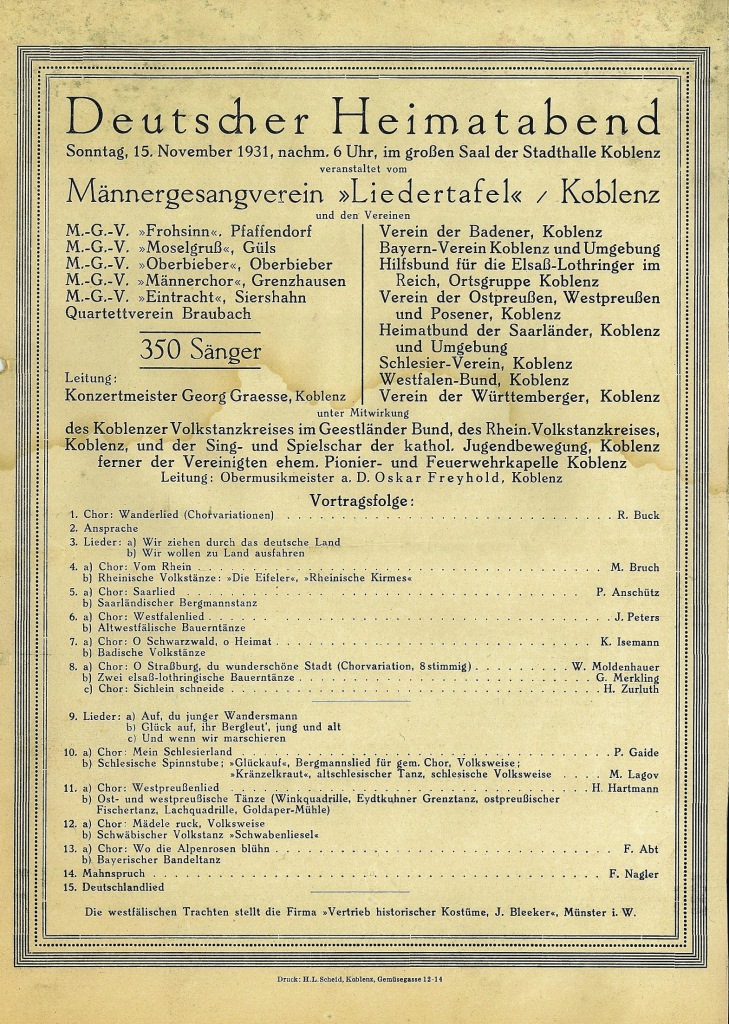 Deutscher Heimatabend
Sonntag, 15. November 1931, nachm. 6 Uhr, im großen Saal der Stadthalle Koblenz
veranstaltet vom
Männergesangverein »Liedertafel« / Koblenz
und den Vereinen
M.-G.-V. »Frohsinn«. Pfaffendorf
M.-G.-V. »Moselgruß«, Güls
M.-G.-V. »Oberbieber«, Oberbieber
M.-G.-V. »Männerchor«, Grenzhausen
M.-G.-V. »Eintracht«, Siershahn
Quartettverein Braubach
350 Sänger
Leitung:
Konzertmeister Georg Graesse, Koblenz
Verein der Badener, Koblenz
Bayern-Verein Koblenz und Umgebung
Hilfsbund für die Elsaß-Lothringer im
Reich, Ortsgruppe Koblenz
Verein der Ostpreußen, Westpreußen
und Posener, Koblenz
Heimatbund der Saarländer, Koblenz
und Umgebung
Schlesier-Verein, Koblenz
Westfalen-Bund, Koblenz
Verein der Württemberger, Koblenz
unter Mitwirkung
des Koblenzer Volkstanzkreises im Geestländer Bund, des Rhein. Volkstanzkreises,
Koblenz, und der Sing- und Spielschar der kathol. Jugendbewegung, Koblenz
ferner der Vereinigten ehem. Pionier- und Feuerwehrkapelle Koblenz
Leitung: Obermusikmeister a. D. Oskar Freyhold, Koblenz
Vortragsfolge:
1. Chor: Wanderlied (Chorvariationen) . . . . . R. Buck
2. Ansprache
3. Lieder: a) Wir ziehen durch das deutsche Land
b) Wir wollen zu Land ausfahren
4. a) Chor: Vom Rhein . . . . . M. Bruch
b) Rheinische Volkstänze: »Die Eifeler«, »Rheinische Kirmes«
5. a) Chor: Saarlied . . . . . P. Anschütz
b) Saarländischer Bergmannstanz
6. a) Chor: Westfalenlied . . . . . J. Peters
b) Altwestfälische Bauerntänze
7. a) Chor: O Schwarzwald, o Heimat . . . . . K. Isemann
b) Badische Volkstänze
8. a) Chor: O Straßburg, du wunderschöne Stadt (Chorvariation, 8stimmig) . . . . . W. Moldenhauer
b) Zwei elsaß-lothringische Bauerntänze . . . . . G. Merkling
c) Chor: Sichlein schneide . . . . . H. Zurluth
9. Lieder: a) Auf, du junger Wandersmann
b) Glück auf, ihr Bergleut', jung und alt
c) Und wenn wir marschieren
10. a) Chor: Mein Schlesierland . . . . . P. Gaide
b) Schlesische Spinnstube; »Glückauf«, Bergmannslied für gem. Chor, Volksweise;
»Kränzelkraut«, altschlesischer Tanz, schlesische Volksweise . . . . . M. Lagov
11. a) Chor: Westpreußenlied . . . . . H. Hartmann
b) Ost- und westpreußische Tänze (Winkquadrille, Eydtkuhner Grenztanz, ostpreußischer
Fischertanz, Lachquadrille, Goldaper-Mühle)
12. a) Chor: Mädele ruck, Volksweise
b) Schwäbischer Volkstanz »Schwabenliesel«
13. a) Chor: Wo die Alpenrosen blühn . . . . . F. Abt
b) Bayerischer Bandeltanz
14. Mahnspruch . . . . . F. Nagler
15. Deutschlandlied
Die westfälischen Trachten stellt die Firma »Vertrieb historischer Kostüme, J. Bleeker«, Münster i. W.
Druck: H. L. Scheid, Koblenz, Gemüsegasse 12-14